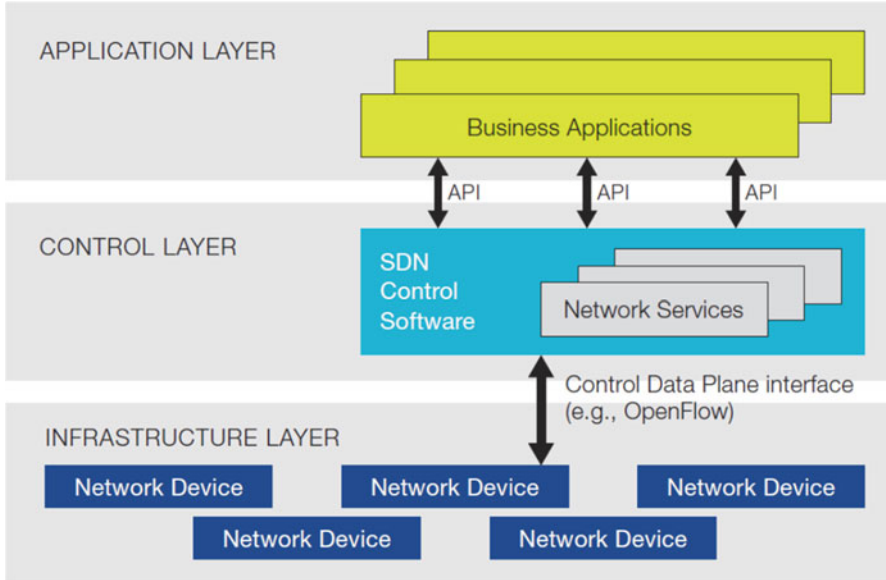 APPLICATION LAYER
Business Applications
API
API
API
CONTROL LAYER
SDN
Control
Software
Network Services
Control Data Plane interface
(e.g., OpenFlow)
INFRASTRUCTURE LAYER
Network Device
Network Device
Network Device
Network Device
Network Device